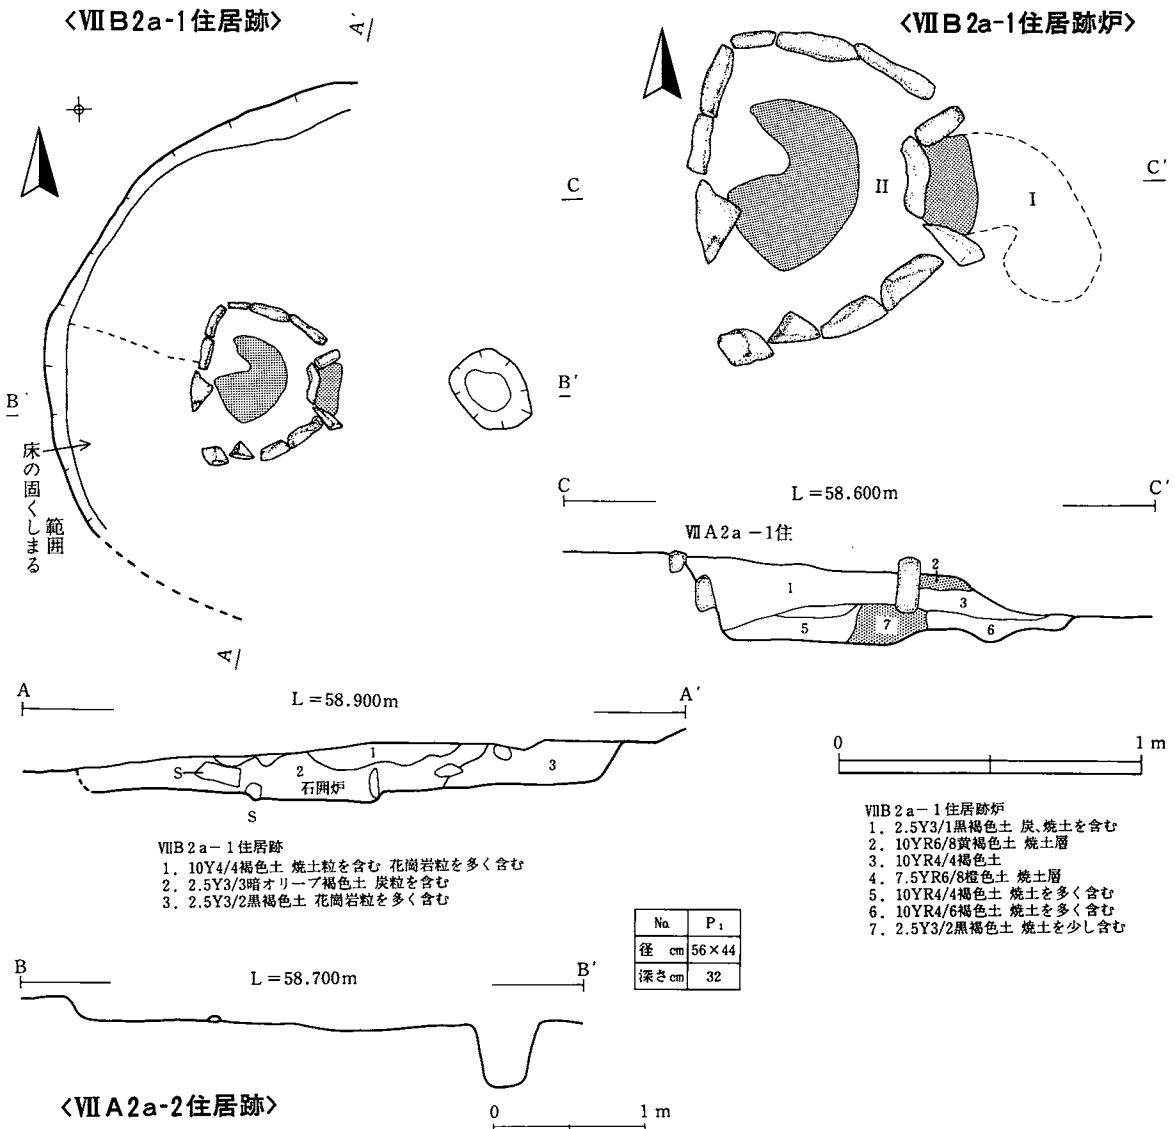 <ⅦB2a-1住居跡>
A'
B
B'
床の固くしまる
範囲
A
<ⅦB2a-1住居跡炉>
C
C'
Ⅱ
Ⅰ
C
L=58.600m
C'
ⅦA2a-1住
1
2
3
5
7
6
A
L=58.900m
A'
1
2
3
S
石囲炉
S
ⅦB2a-1住居跡
1. 10Y4/4褐色土 焼土粒を含む 花崗岩粒を多く含む
2. 2.5Y3/3暗オリーブ褐色土 炭粒を含む
3. 2.5Y3/2黒褐色土 花崗岩粒を多く含む
0 1m
ⅦB2a-1住居跡炉
1. 2.5Y3/1黒褐色土 炭、焼土を含む
2. 10YR6/8黄褐色土 焼土層
3. 10YR4/4褐色土
4. 7.5YR6/8橙色土 焼土層
5. 10YR4/4褐色土 焼土を多く含む
6. 10YR4/6褐色土 焼土を多く含む
7. 2.5Y3/2黒褐色土 焼土を少し含む
No. P₁
径 cm 56×44
深さcm 32
B
L=58.700m
B'
<ⅦA2a-2住居跡>
0 1m